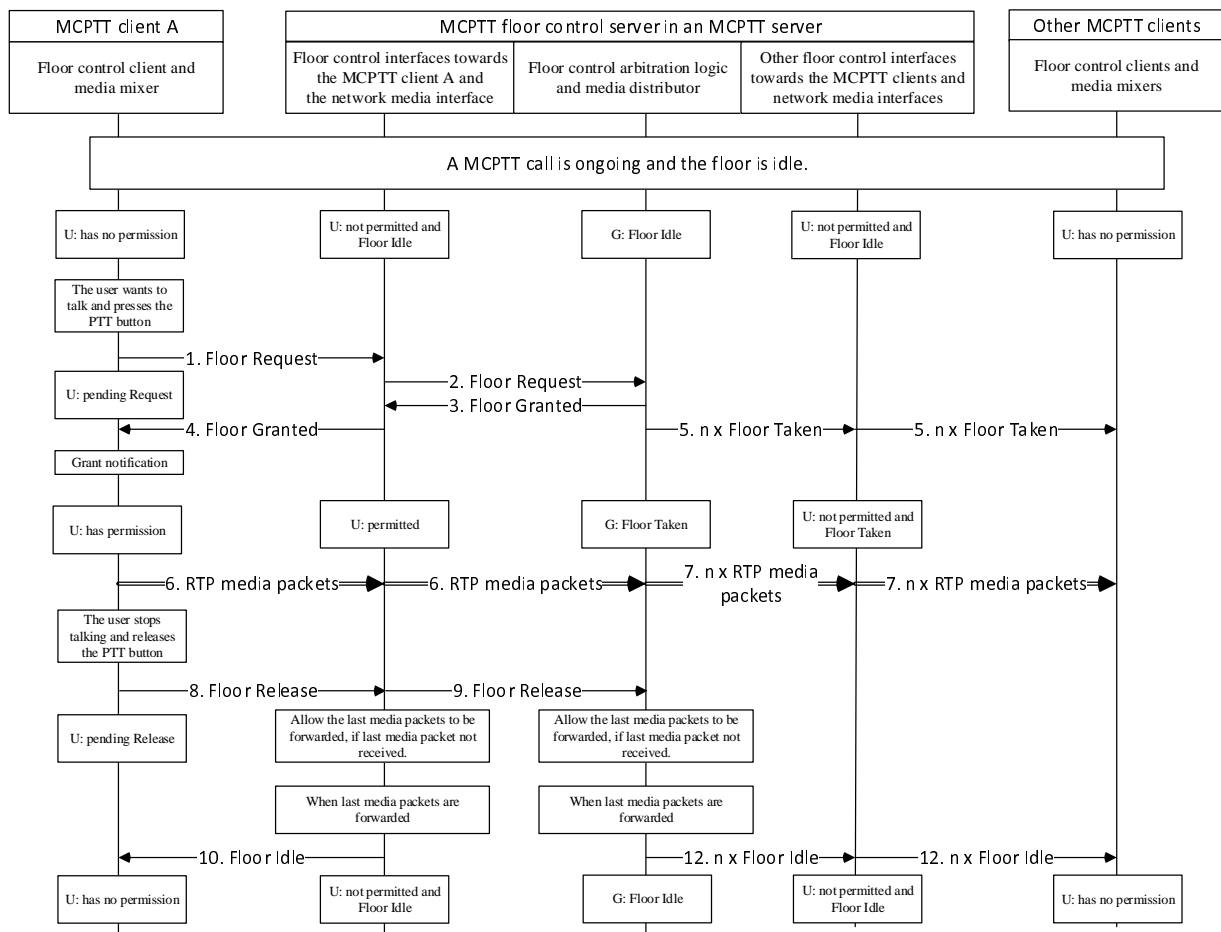 MCPTT client A
MCPTT floor control server in an MCPTT server
Other MCPTT clients
Floor control client and
media mixer
Floor control interfaces towards
the MCPTT client A and
the network media interface
Floor control arbitration logic
and media distributor
Other floor control interfaces
towards the MCPTT clients and
network media interfaces
Floor control clients and
media mixers
A MCPTT call is ongoing and the floor is idle.
U: has no permission
U: not permitted and
Floor Idle
G: Floor Idle
U: not permitted and
Floor Idle
U: has no permission
The user wants to
talk and presses the
PTT button
1. Floor Request
2. Floor Request
U: pending Request
3. Floor Granted
4. Floor Granted
5. n x Floor Taken
5. n x Floor Taken
Grant notification
U: has permission
U: permitted
G: Floor Taken
U: not permitted and
Floor Taken
6. RTP media packets
6. RTP media packets
7. n x RTP media
packets
7. n x RTP media packets
The user stops
talking and releases
the PTT button
8. Floor Release
9. Floor Release
U: pending Release
Allow the last media packets to be
forwarded, if last media packet not
received.
Allow the last media packets to be
forwarded, if last media packet not
received.
When last media packets are
forwarded
When last media packets are
forwarded
10. Floor Idle
12. n x Floor Idle
12. n x Floor Idle
U: has no permission
U: not permitted and
Floor Idle
G: Floor Idle
U: not permitted and
Floor Idle
U: has no permission